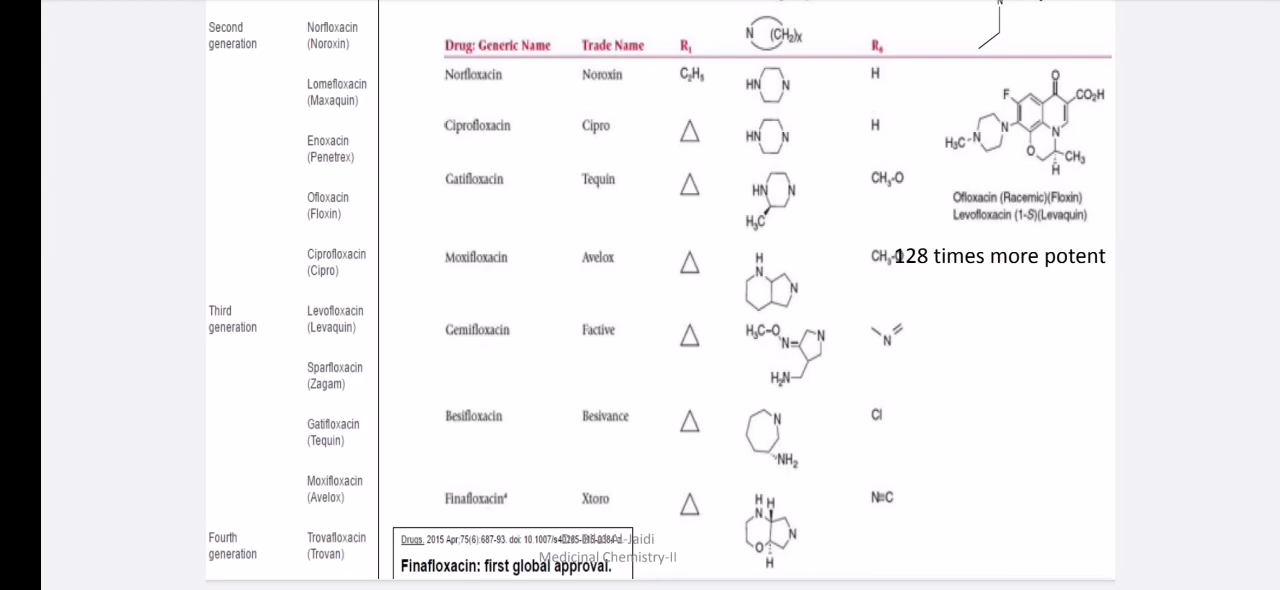 Second generation
Norfloxacin (Noroxin)
Lomefloxacin (Maxaquin)
Enoxacin (Penetrex)
Ofloxacin (Floxin)
Ciprofloxacin (Cipro)
Third generation
Levofloxacin (Levaquin)
Sparfloxacin (Zagam)
Gatifloxacin (Tequin)
Moxifloxacin (Avelox)
Fourth generation
Trovafloxacin (Trovan)
Drug: Generic Name Trade Name R₁ N (CH₂)x R₈
Norfloxacin Noroxin C₂H₅ HN N H
Ciprofloxacin Cipro HN N H
Gatifloxacin Tequin HN N H₃C CH₃-O
Moxifloxacin Avelox H N N CH₃-O
Gemifloxacin Factive H₃C-O N= N H₂N N
Besifloxacin Besivance N NH₂ Cl
Finafloxacin Xtoro H H N N O H N≡C
N
O
F CO₂H
N N
H₃C-N O CH₃
H
Ofloxacin (Racemic)(Floxin)
Levofloxacin (1-S)(Levaquin)
128 times more potent
Drugs. 2015 Apr;75(6):687-93. doi:
Jaidi
Medicinal Chemistry-II
Finafloxacin: first global approval.